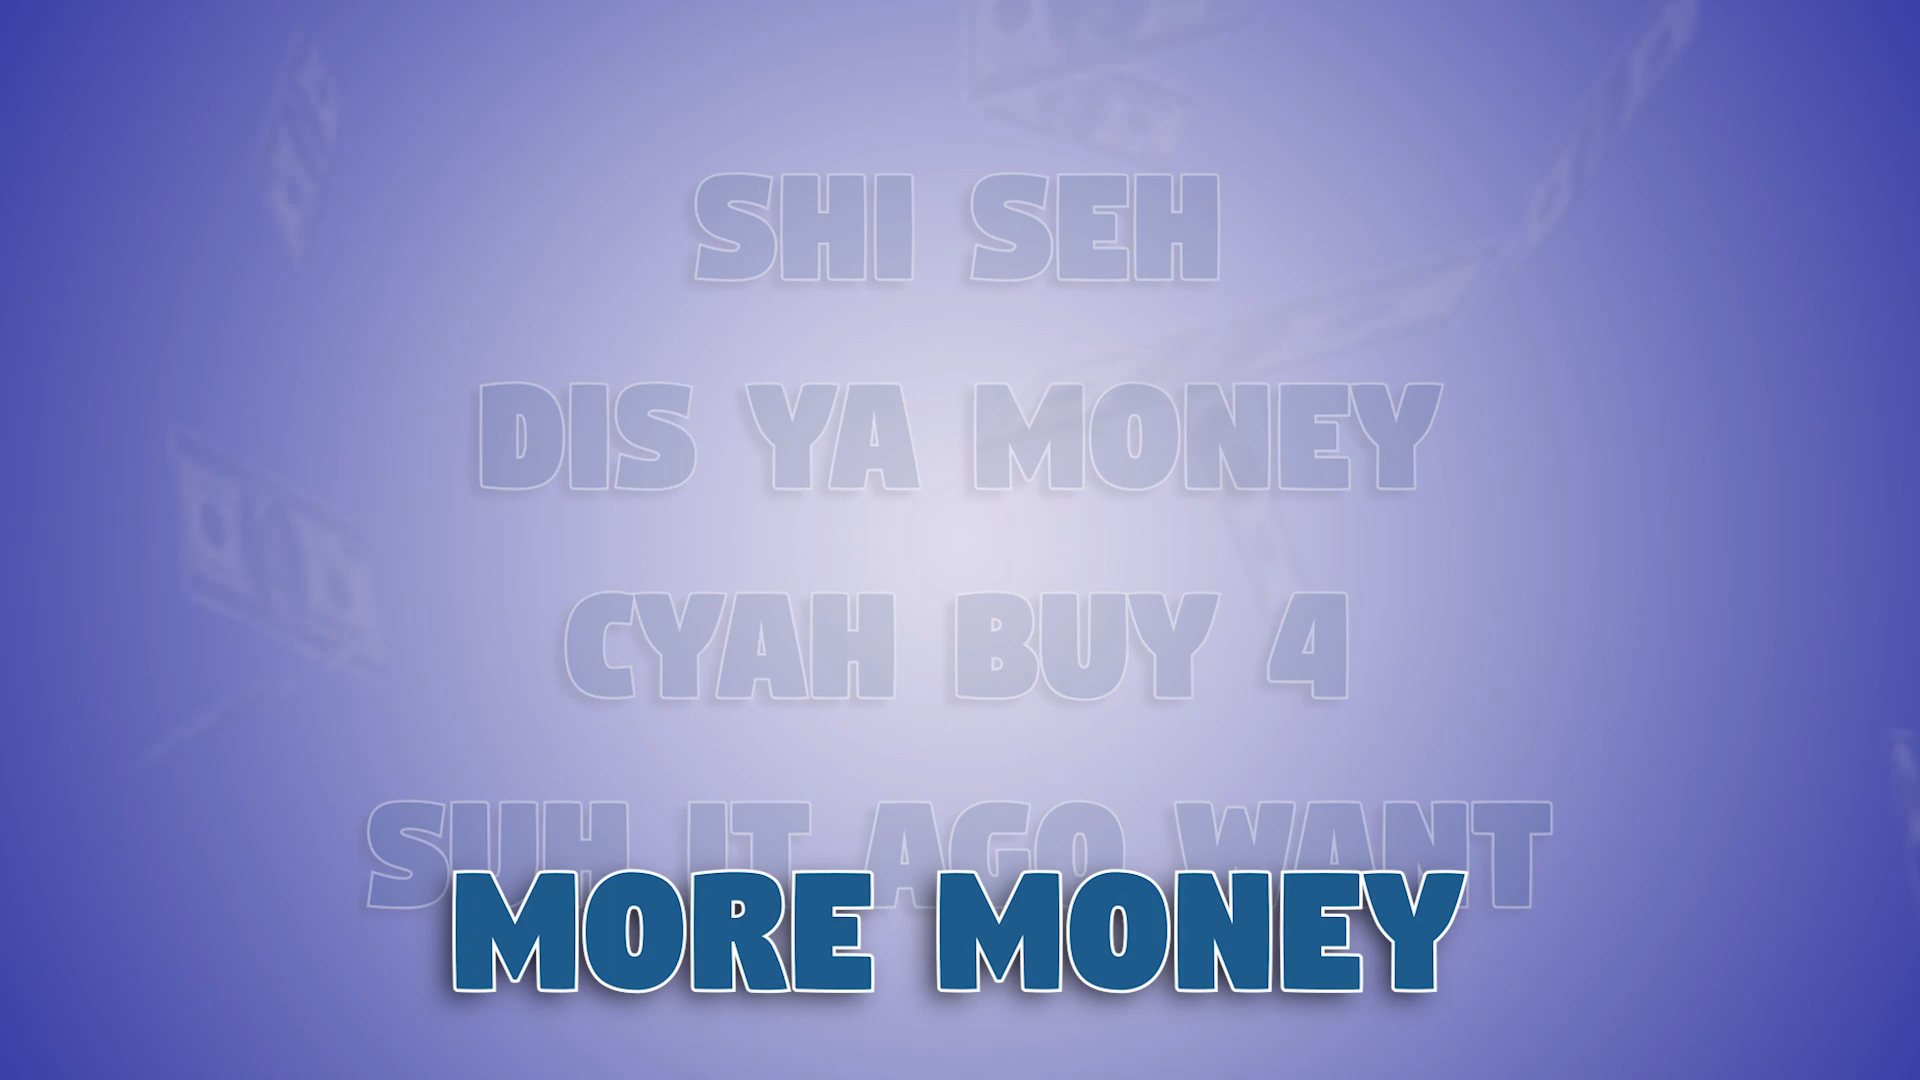 SHI SEH
DIS YA MONEY
CYAH BUY 4
SUH IT AGO WANT
MORE MONEY